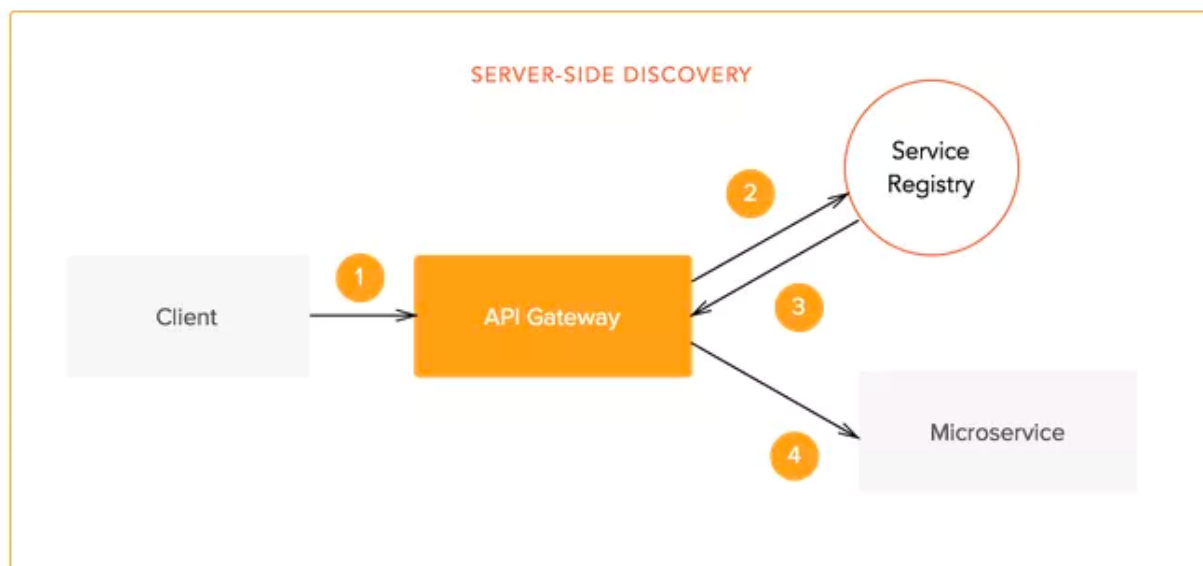 SERVER-SIDE DISCOVERY
Service
Registry
2
1
Client
API Gateway
3
Microservice
4